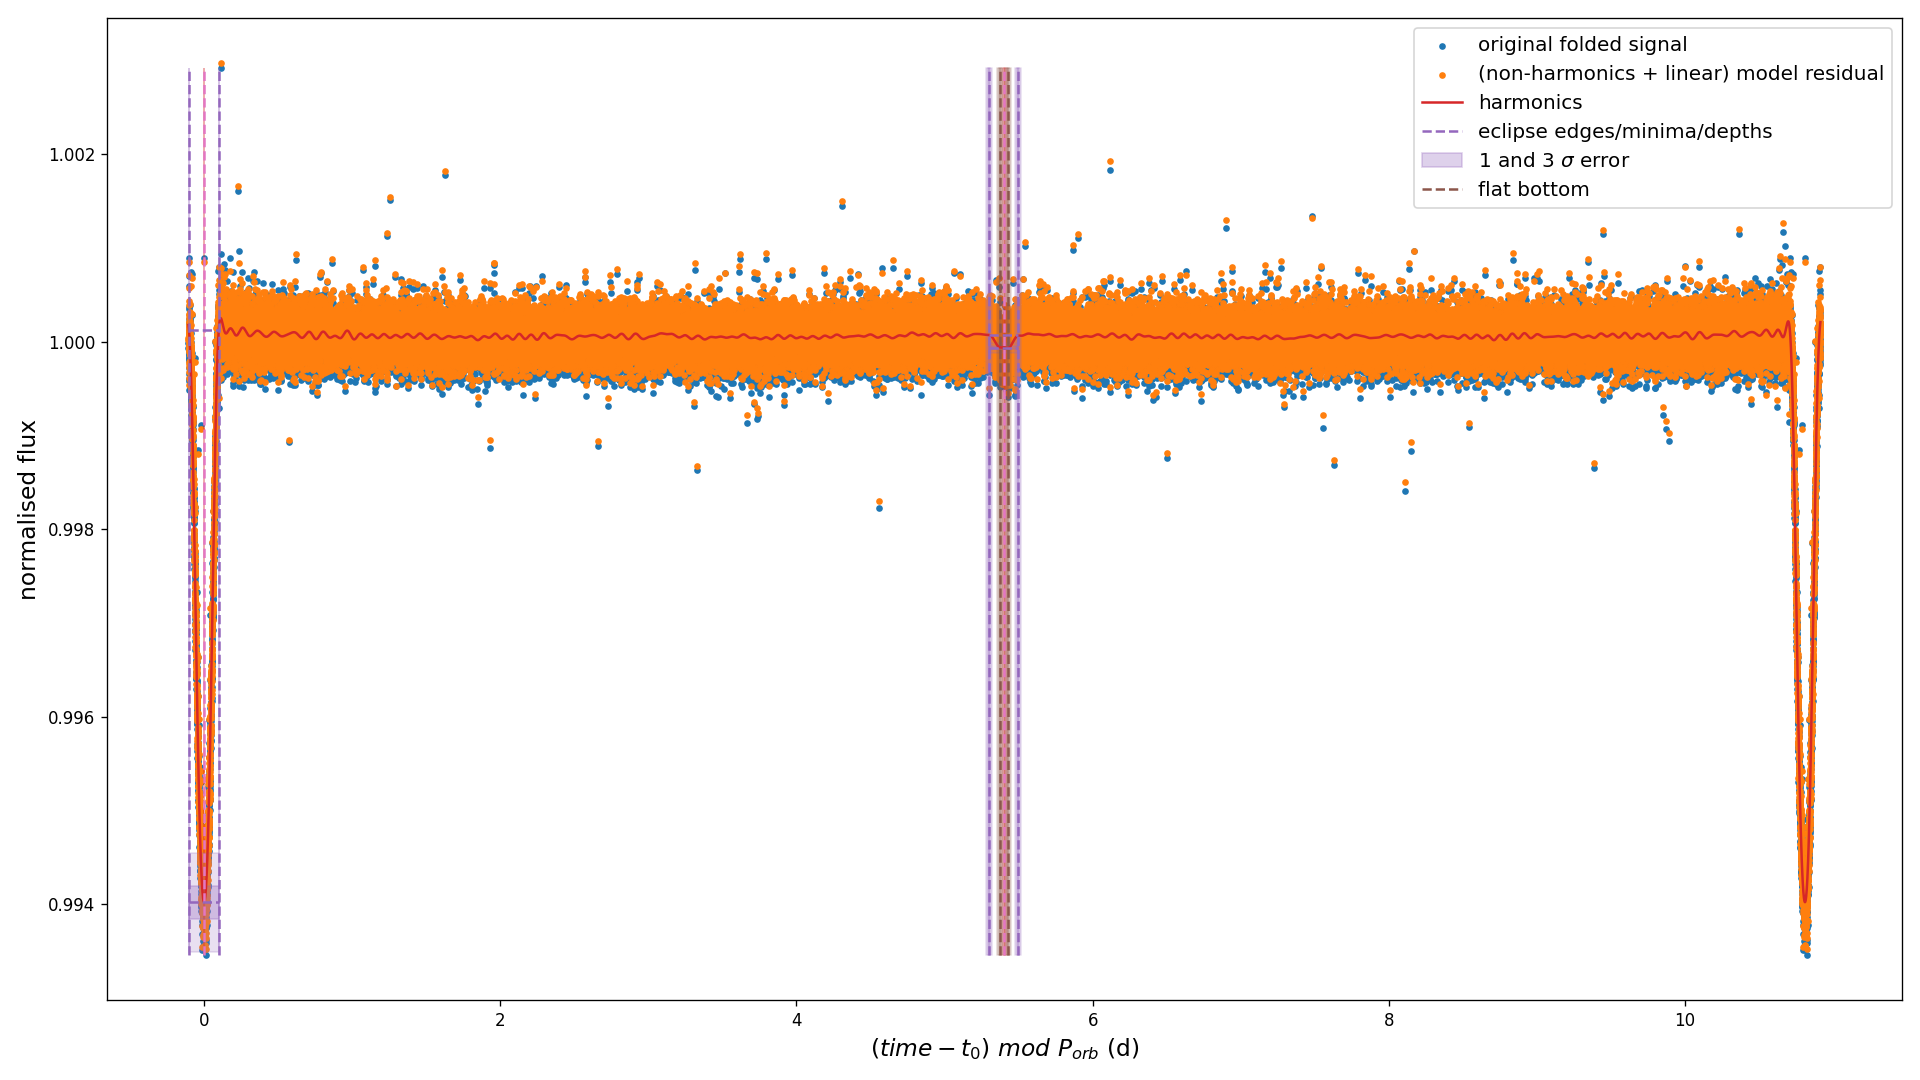 original folded signal
(non-harmonics + linear) model residual
harmonics
eclipse edges/minima/depths
1 and 3 σ error
flat bottom
normalised flux
1.002
1.000
0.998
0.996
0.994
0 2 4 6 8 10
(time − t₀) mod Pₒᵣb (d)